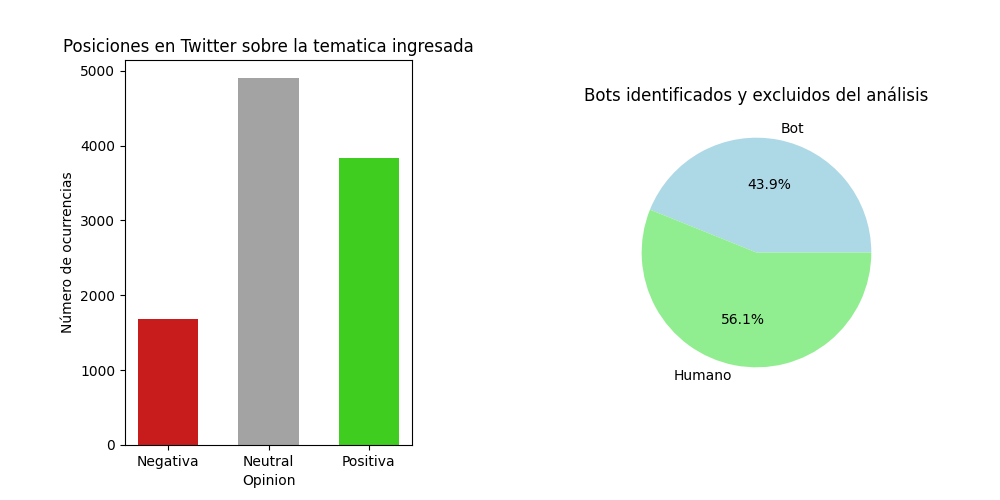 Posiciones en Twitter sobre la tematica ingresada
Número de ocurrencias
5000
4000
3000
2000
1000
0
Negativa
Neutral
Positiva
Opinion
Bots identificados y excluidos del análisis
Bot
43.9%
56.1%
Humano